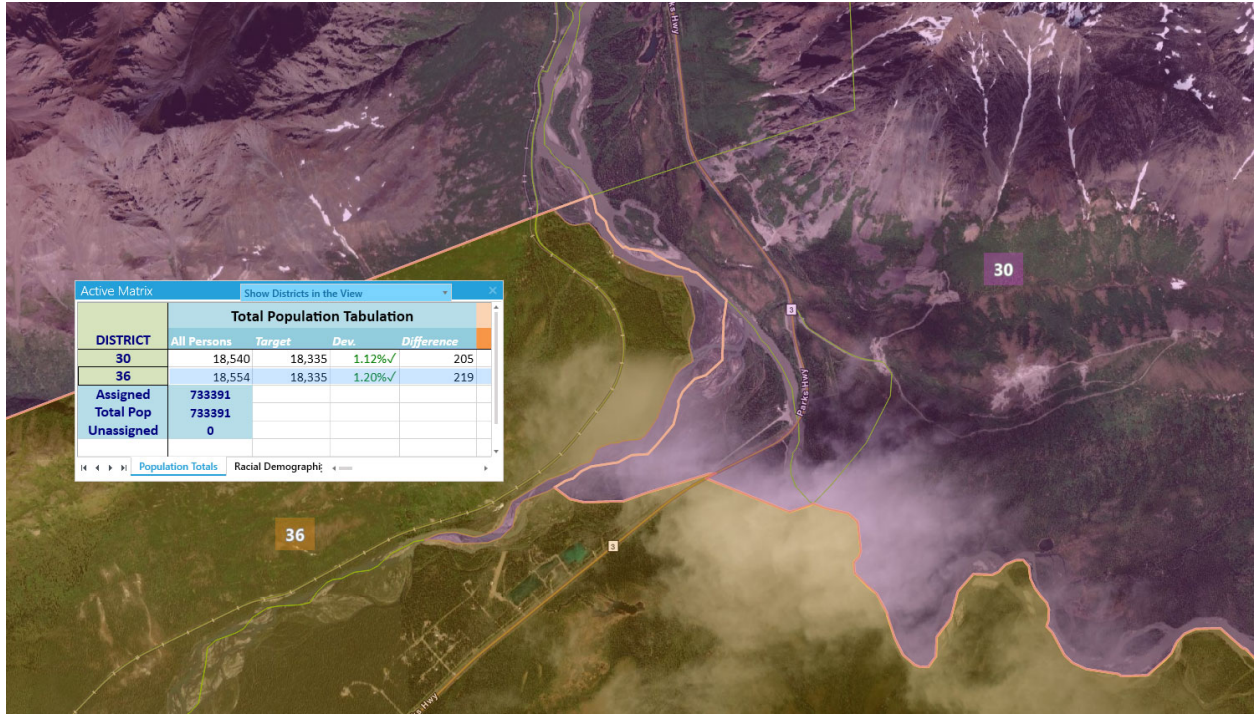 ks Hwy
Active Matrix
Show Districts in the View
Total Population Tabulation
DISTRICT All Persons Target Dev. Difference
30 18,540 18,335 1.12%✓ 205
36 18,554 18,335 1.20%✓ 219
Assigned 733391
Total Pop 733391
Unassigned 0
Population Totals Racial Demographi
30
3
Parks Hwy
36
3
s Hwy